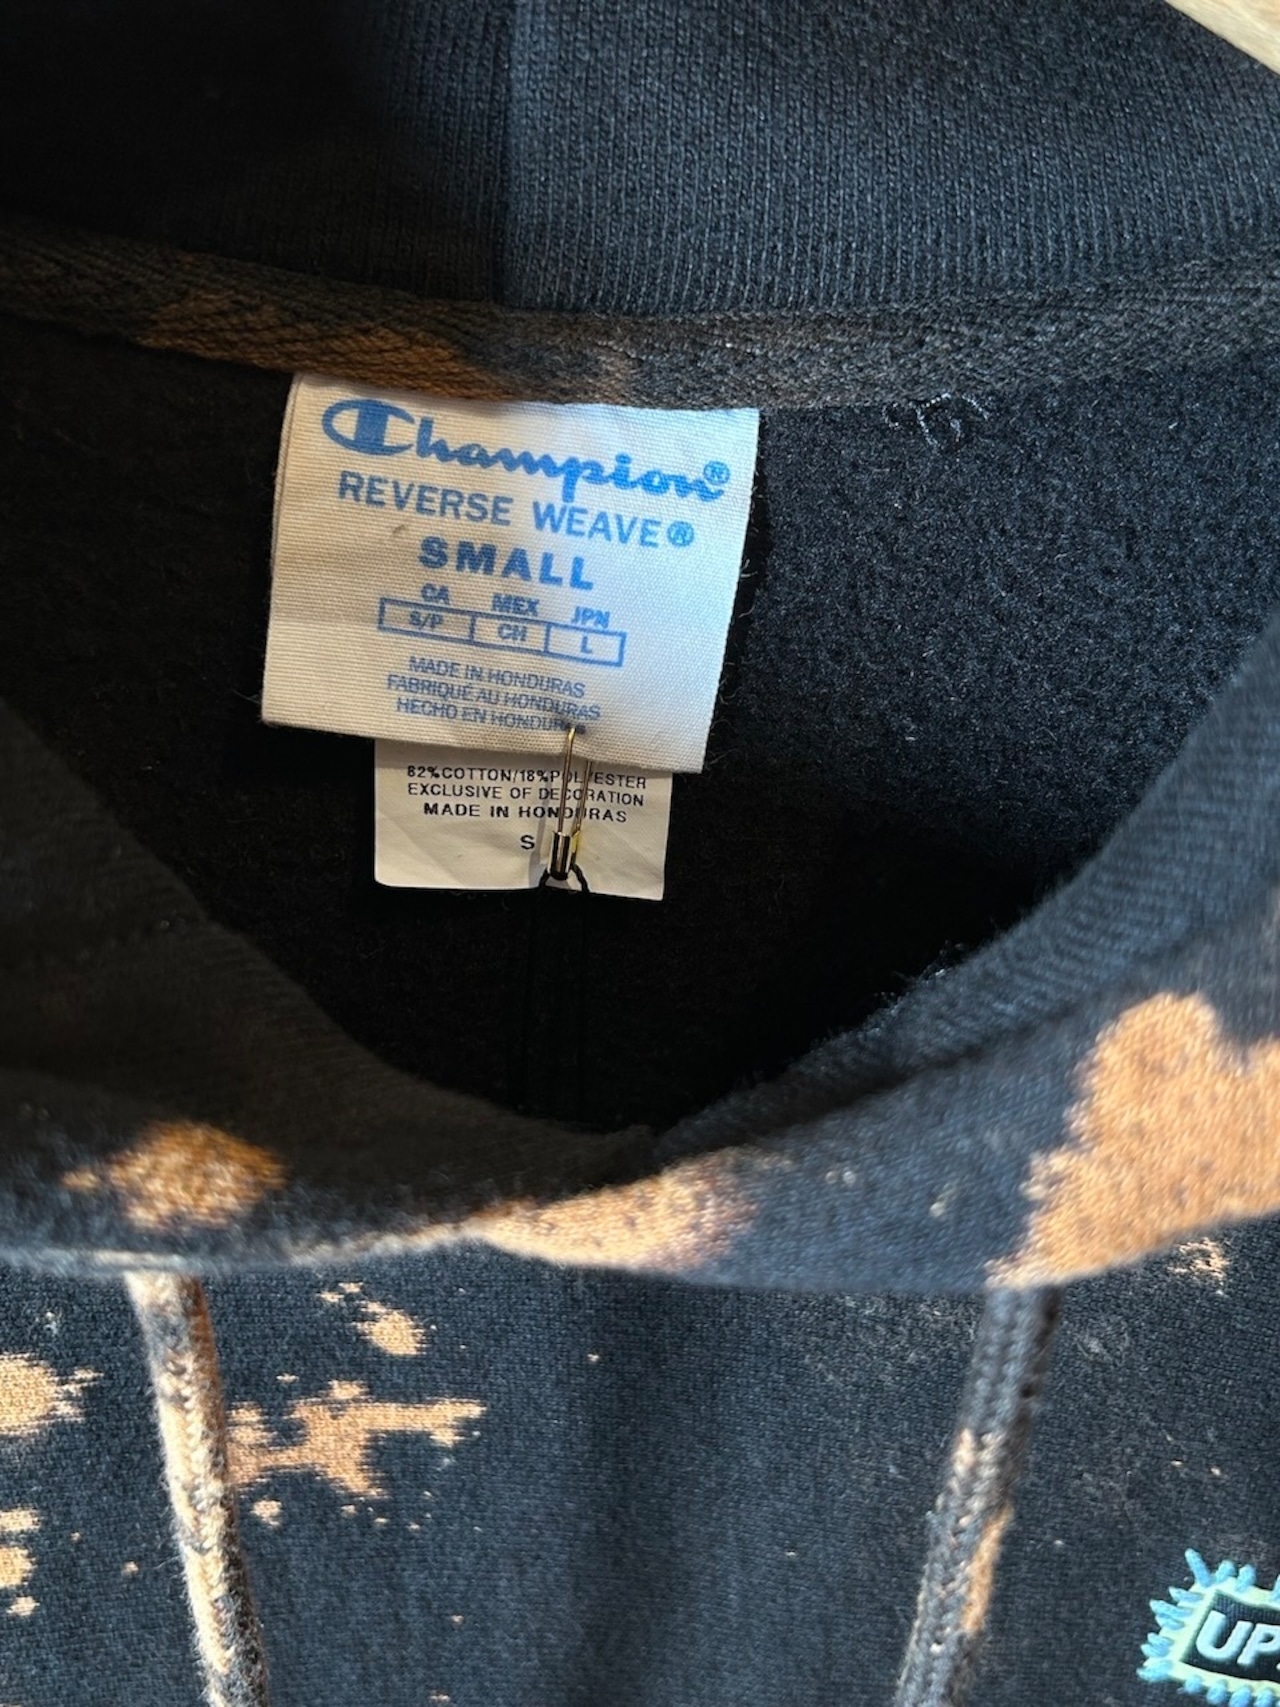 Champion®
REVERSE WEAVE®
SMALL
CA MEX JPN
S/P CH L
MADE IN HONDURAS
FABRIQUÉ AU HONDURAS
HECHO EN HONDURAS
82%COTTON/18%POLYESTER
EXCLUSIVE OF DECORATION
MADE IN HONDURAS
S